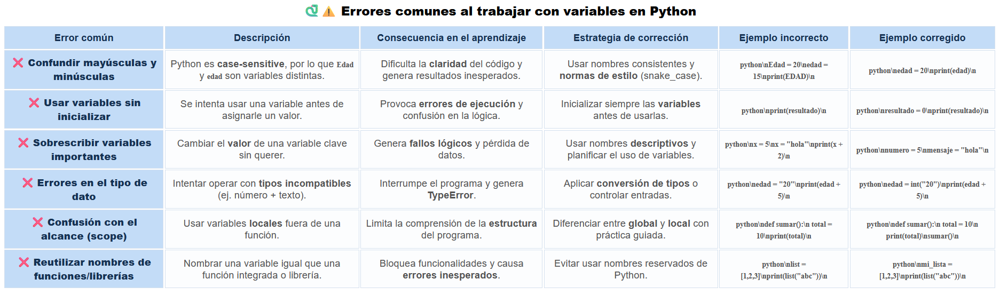 Errores comunes al trabajar con variables en Python
Error común
Descripción
Consecuencia en el aprendizaje
Estrategia de corrección
Ejemplo incorrecto
Ejemplo corregido
Confundir mayúsculas y
minúsculas
Python es case-sensitive, por lo que Edad
y edad son variables distintas.
Dificulta la claridad del código y
genera resultados inesperados.
Usar nombres consistentes y
normas de estilo (snake_case).
python\nEdad = 20\nedad =
15\nprint(EDAD)\n
python\nedad = 20\nprint(edad)\n
Usar variables sin
inicializar
Se intenta usar una variable antes de
asignarle un valor.
Provoca errores de ejecución y
confusión en la lógica.
Inicializar siempre las variables
antes de usarlas.
python\nprint(resultado)\n
python\nresultado = 0\nprint(resultado)\n
Sobrescribir variables
importantes
Cambiar el valor de una variable clave
sin querer.
Genera fallos lógicos y pérdida de
datos.
Usar nombres descriptivos y
planificar el uso de variables.
python\nx = 5\nx = "hola"\nprint(x +
2)\n
python\nnumero = 5\nmensaje = "hola"\n
Errores en el tipo de
dato
Intentar operar con tipos incompatibles
(ej. número + texto).
Interrumpe el programa y genera
TypeError.
Aplicar conversión de tipos o
controlar entradas.
python\nedad = "20"\nprint(edad +
5)\n
python\nedad = int("20")\nprint(edad +
5)\n
Confusión con el
alcance (scope)
Usar variables locales fuera de una
función.
Limita la comprensión de la estructura
del programa.
Diferenciar entre global y local con
práctica guiada.
python\ndef sumar():\n total =
10\nprint(total)\n
python\ndef sumar():\n total = 10\n
print(total)\nsumar()\n
Reutilizar nombres de
funciones/librerías
Nombrar una variable igual que una
función integrada o librería.
Bloquea funcionalidades y causa
errores inesperados.
Evitar usar nombres reservados de
Python.
python\nlist =
[1,2,3]\nprint(list("abc"))\n
python\nmi_lista =
[1,2,3]\nprint(list("abc"))\n